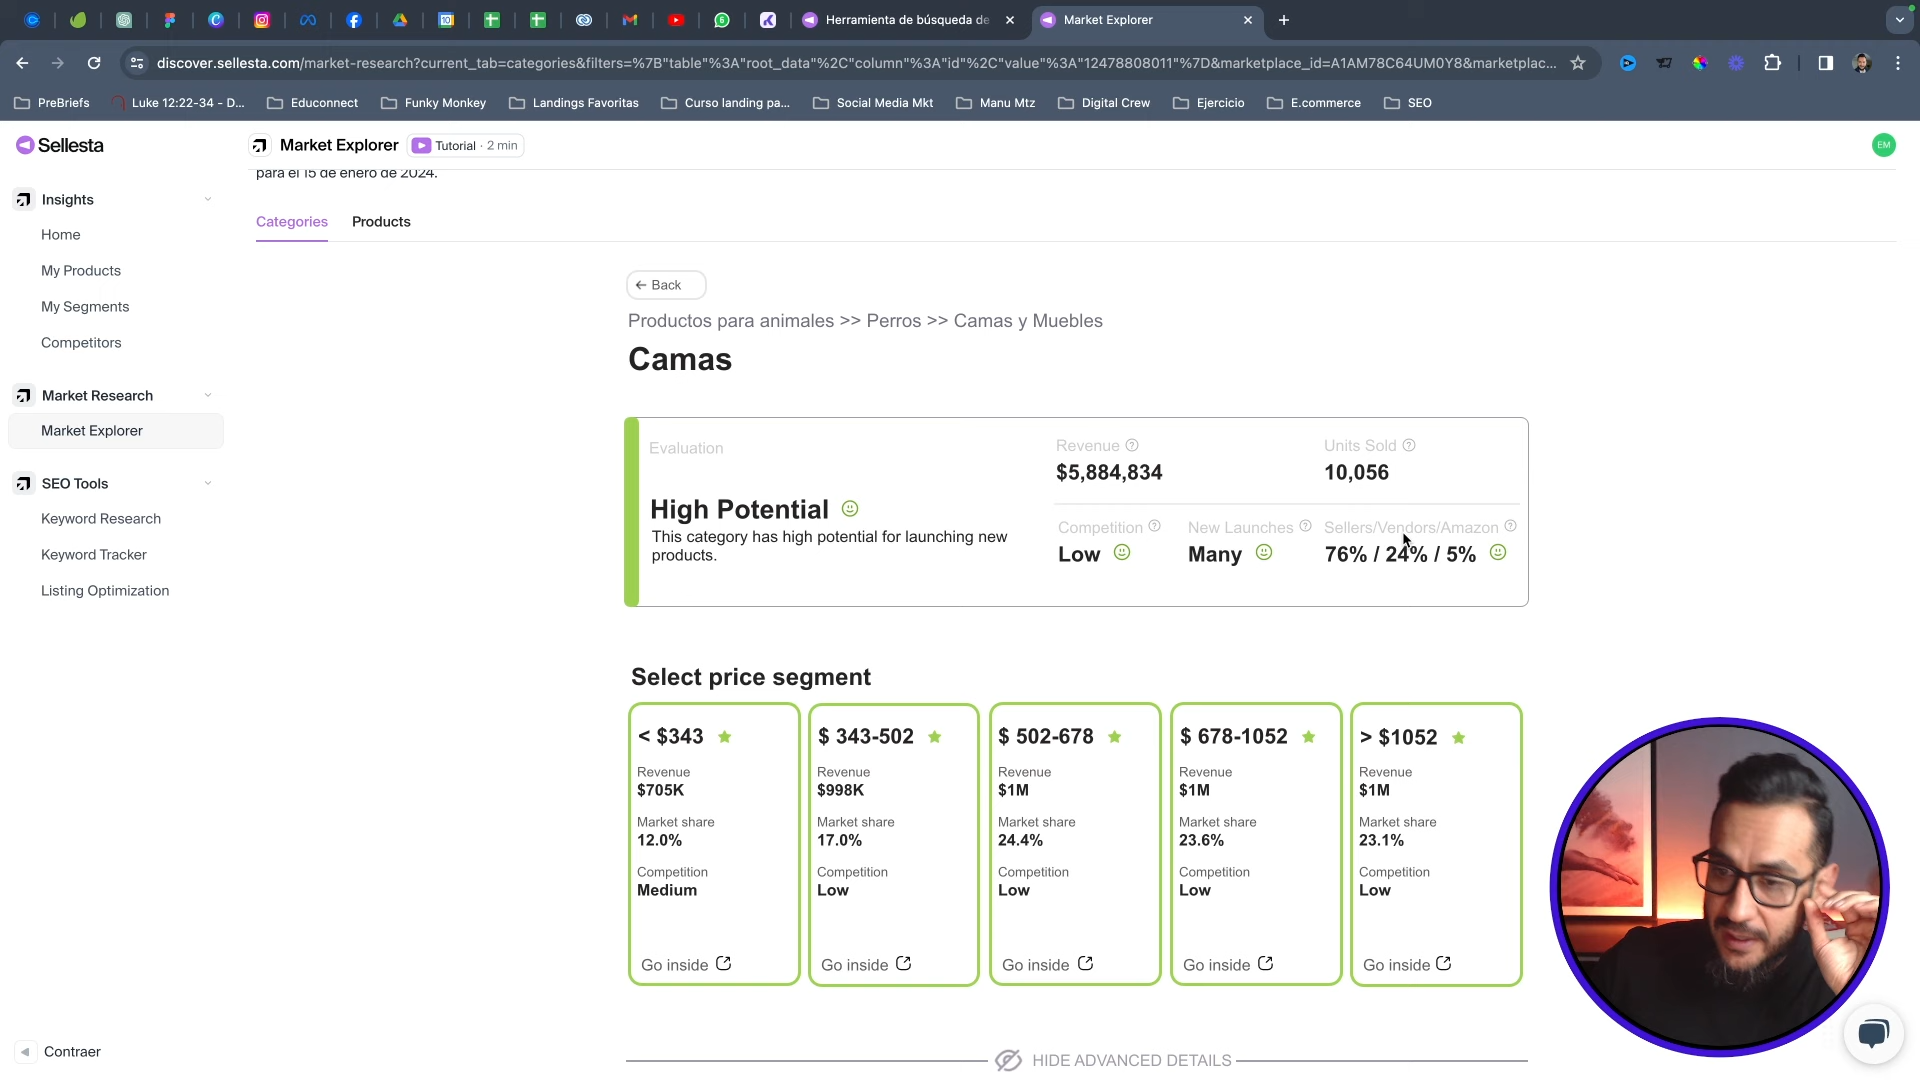 Herramienta de búsqueda de
Market Explorer
discover.sellesta.com/market-research?current_tab=categories&filters=%7B"table"%3A"root_data"%2C"column"%3A"id"%2C"value"%3A"12478808011"%7D&marketplace_id=A1AM78C64UM0Y8&marketplac...
PreBriefs
Luke 12:22-34 - D...
Educonnect
Funky Monkey
Landings Favoritas
Curso landing pa...
Social Media Mkt
Manu Mtz
Digital Crew
Ejercicio
E.commerce
SEO
Sellesta
Market Explorer
Tutorial · 2 min
EM
para el 15 de enero de 2024.
Insights
Home
My Products
My Segments
Competitors
Market Research
Market Explorer
SEO Tools
Keyword Research
Keyword Tracker
Listing Optimization
Contraer
Categories
Products
Back
Productos para animales >> Perros >> Camas y Muebles
Camas
Evaluation
High Potential
This category has high potential for launching new
products.
Revenue
$5,884,834
Units Sold
10,056
Competition
Low
New Launches
Many
Sellers/Vendors/Amazon
76% / 24% / 5%
Select price segment
< $343
Revenue
$705K
Market share
12.0%
Competition
Medium
Go inside
$ 343-502
Revenue
$998K
Market share
17.0%
Competition
Low
Go inside
$ 502-678
Revenue
$1M
Market share
24.4%
Competition
Low
Go inside
$ 678-1052
Revenue
$1M
Market share
23.6%
Competition
Low
Go inside
> $1052
Revenue
$1M
Market share
23.1%
Competition
Low
Go inside
HIDE ADVANCED DETAILS